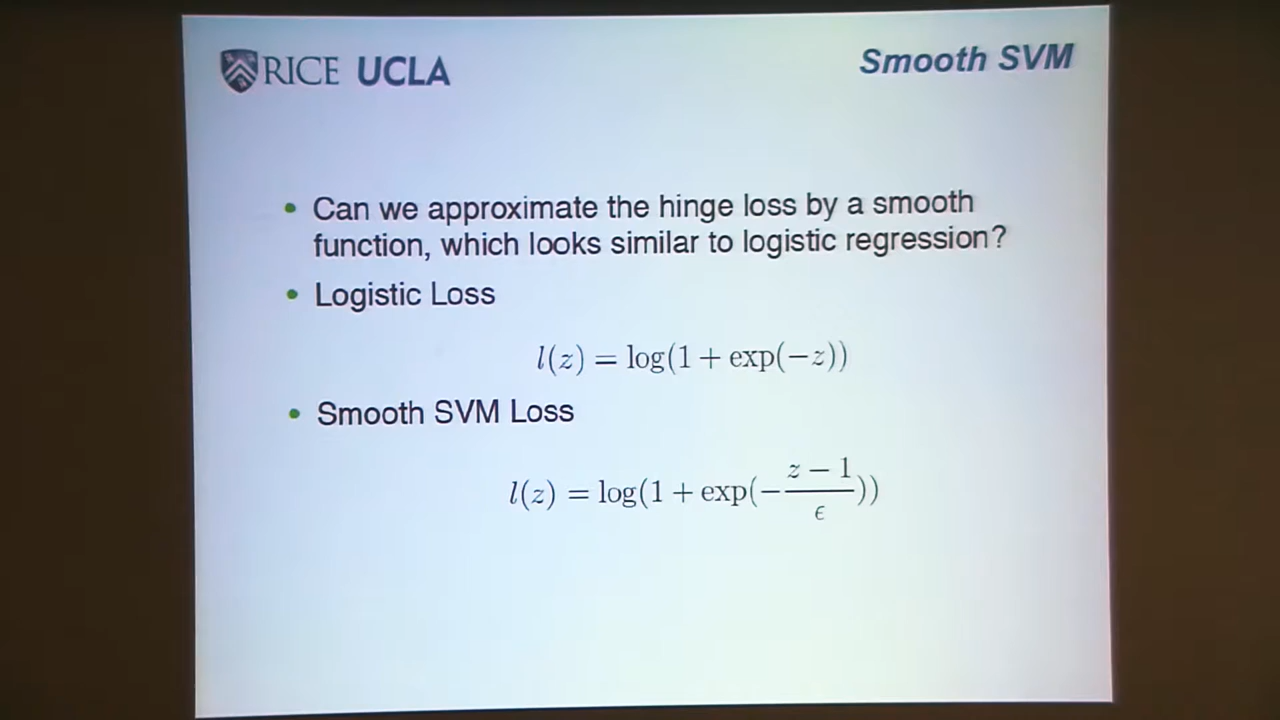 RICE UCLA
Smooth SVM
• Can we approximate the hinge loss by a smooth
function, which looks similar to logistic regression?
• Logistic Loss
l(z) = log(1 + exp(−z))
• Smooth SVM Loss
l(z) = log(1 + exp(−\frac{z − 1}{ϵ}))